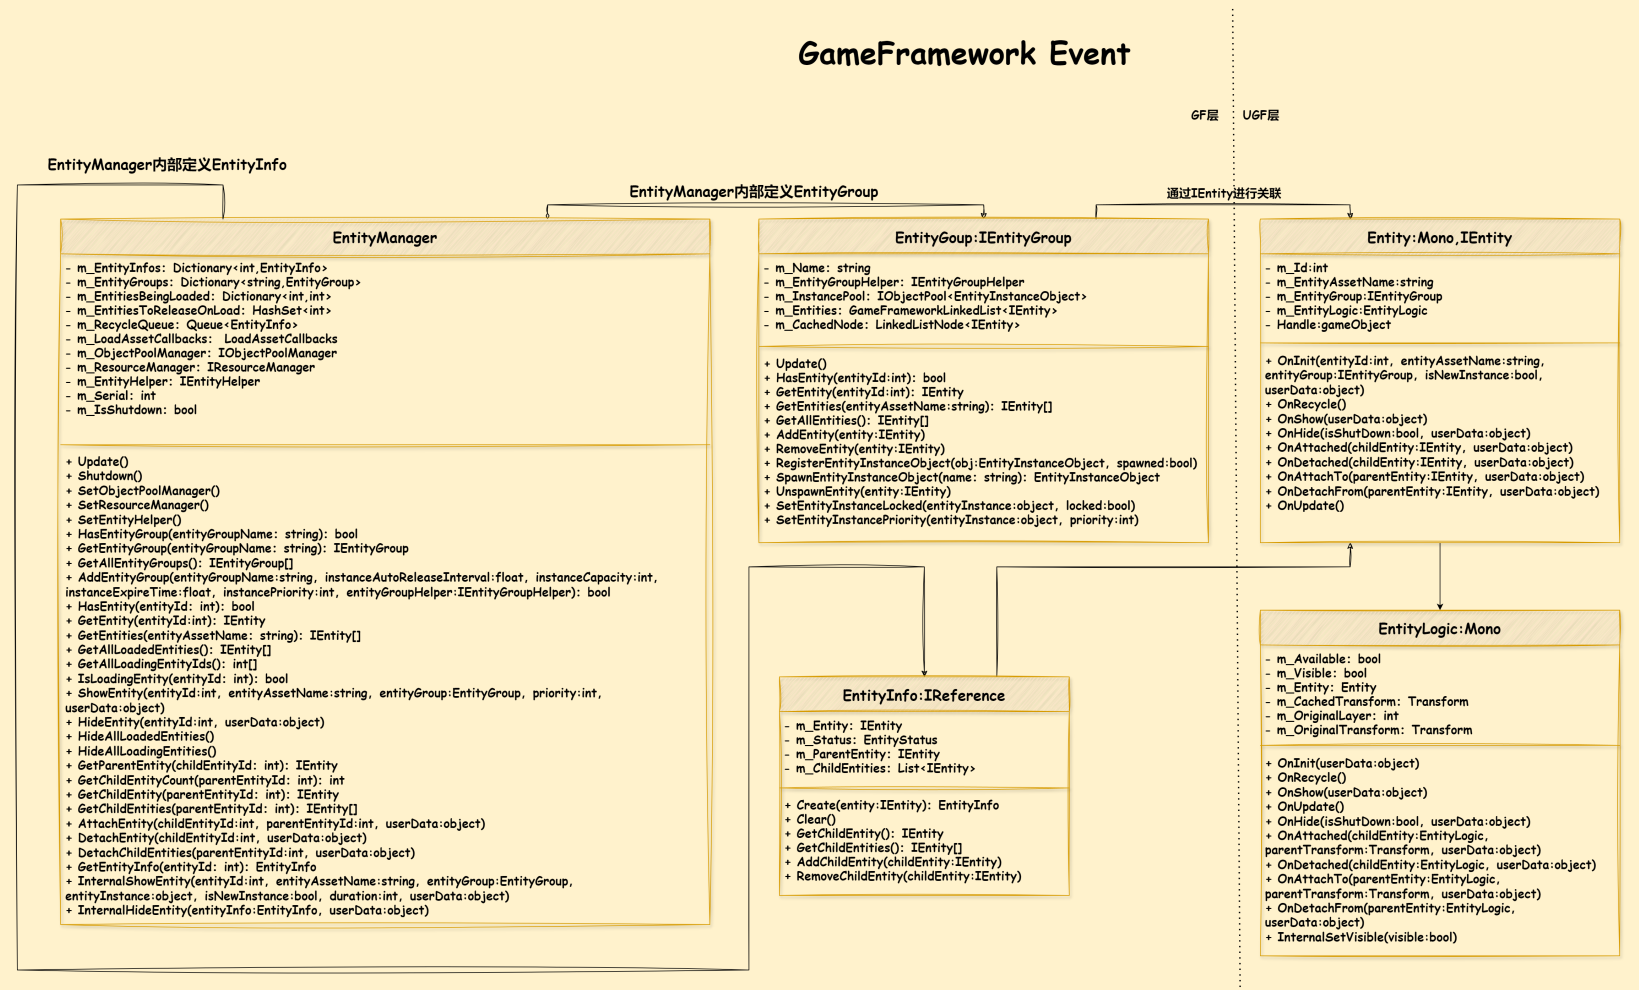 GameFramework Event
GF层
UGF层
EntityManager内部定义EntityInfo
EntityManager内部定义EntityGroup
通过IEntity进行关联
EntityManager
- m_EntityInfos: Dictionary<int,EntityInfo>
- m_EntityGroups: Dictionary<string,EntityGroup>
- m_EntitiesBeingLoaded: Dictionary<int,int>
- m_EntitiesToReleaseOnLoad: HashSet<int>
- m_RecycleQueue: Queue<EntityInfo>
- m_LoadAssetCallbacks: LoadAssetCallbacks
- m_ObjectPoolManager: IObjectPoolManager
- m_ResourceManager: IResourceManager
- m_EntityHelper: IEntityHelper
- m_Serial: int
- m_IsShutdown: bool
+ Update()
+ Shutdown()
+ SetObjectPoolManager()
+ SetResourceManager()
+ SetEntityHelper()
+ HasEntityGroup(entityGroupName: string): bool
+ GetEntityGroup(entityGroupName: string): IEntityGroup
+ GetAllEntityGroups(): IEntityGroup[]
+ AddEntityGroup(entityGroupName:string, instanceAutoReleaseInterval:float, instanceCapacity:int,
instanceExpireTime:float, instancePriority:int, entityGroupHelper:IEntityGroupHelper): bool
+ HasEntity(entityId: int): bool
+ GetEntity(entityId:int): IEntity
+ GetEntities(entityAssetName: string): IEntity[]
+ GetAllLoadedEntities(): IEntity[]
+ GetAllLoadingEntityIds(): int[]
+ IsLoadingEntity(entityId: int): bool
+ ShowEntity(entityId:int, entityAssetName:string, entityGroup:EntityGroup, priority:int,
userData:object)
+ HideEntity(entityId:int, userData:object)
+ HideAllLoadedEntities()
+ HideAllLoadingEntities()
+ GetParentEntity(childEntityId: int): IEntity
+ GetChildEntityCount(parentEntityId: int): int
+ GetChildEntity(parentEntityId: int): IEntity
+ GetChildEntities(parentEntityId: int): IEntity[]
+ AttachEntity(childEntityId:int, parentEntityId:int, userData:object)
+ DetachEntity(childEntityId:int, userData:object)
+ DetachChildEntities(parentEntityId:int, userData:object)
+ GetEntityInfo(entityId: int): EntityInfo
+ InternalShowEntity(entityId:int, entityAssetName:string, entityGroup:EntityGroup,
entityInstance:object, isNewInstance:bool, duration:int, userData:object)
+ InternalHideEntity(entityInfo:EntityInfo, userData:object)
EntityGoup:IEntityGroup
- m_Name: string
- m_EntityGroupHelper: IEntityGroupHelper
- m_InstancePool: IObjectPool<EntityInstanceObject>
- m_Entities: GameFrameworkLinkedList<IEntity>
- m_CachedNode: LinkedListNode<IEntity>
+ Update()
+ HasEntity(entityId:int): bool
+ GetEntity(entityId:int): IEntity
+ GetEntities(entityAssetName:string): IEntity[]
+ GetAllEntities(): IEntity[]
+ AddEntity(entity:IEntity)
+ RemoveEntity(entity:IEntity)
+ RegisterEntityInstanceObject(obj:EntityInstanceObject, spawned:bool)
+ SpawnEntityInstanceObject(name: string): EntityInstanceObject
+ UnspawnEntity(entity:IEntity)
+ SetEntityInstanceLocked(entityInstance:object, locked:bool)
+ SetEntityInstancePriority(entityInstance:object, priority:int)
Entity:Mono,IEntity
- m_Id:int
- m_EntityAssetName:string
- m_EntityGroup:IEntityGroup
- m_EntityLogic:EntityLogic
- Handle:gameObject
+ OnInit(entityId:int, entityAssetName:string,
entityGroup:IEntityGroup, isNewInstance:bool,
userData:object)
+ OnRecycle()
+ OnShow(userData:object)
+ OnHide(isShutDown:bool, userData:object)
+ OnAttached(childEntity:IEntity, userData:object)
+ OnDetached(childEntity:IEntity, userData:object)
+ OnAttachTo(parentEntity:IEntity, userData:object)
+ OnDetachFrom(parentEntity:IEntity, userData:object)
+ OnUpdate()
EntityInfo:IReference
- m_Entity: IEntity
- m_Status: EntityStatus
- m_ParentEntity: IEntity
- m_ChildEntities: List<IEntity>
+ Create(entity:IEntity): EntityInfo
+ Clear()
+ GetChildEntity(): IEntity
+ GetChildEntities(): IEntity[]
+ AddChildEntity(childEntity:IEntity)
+ RemoveChildEntity(childEntity:IEntity)
EntityLogic:Mono
- m_Available: bool
- m_Visible: bool
- m_Entity: Entity
- m_CachedTransform: Transform
- m_OriginalLayer: int
- m_OriginalTransform: Transform
+ OnInit(userData:object)
+ OnRecycle()
+ OnShow(userData:object)
+ OnUpdate()
+ OnHide(isShutDown:bool, userData:object)
+ OnAttached(childEntity:EntityLogic,
parentTransform:Transform, userData:object)
+ OnDetached(childEntity:EntityLogic, userData:object)
+ OnAttachTo(parentEntity:EntityLogic,
parentTransform:Transform, userData:object)
+ OnDetachFrom(parentEntity:EntityLogic,
userData:object)
+ InternalSetVisible(visible:bool)